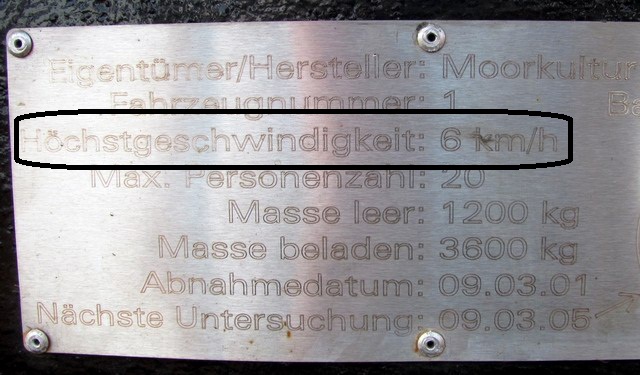 Eigentümer/Hersteller: Moorkultur
Fahrzeugnummer: 1
Höchstgeschwindigkeit: 6 km/h
Max. Personenzahl: 20
Masse leer: 1200 kg
Masse beladen: 3600 kg
Abnahmedatum: 09.03.01
Nächste Untersuchung: 09.03.05